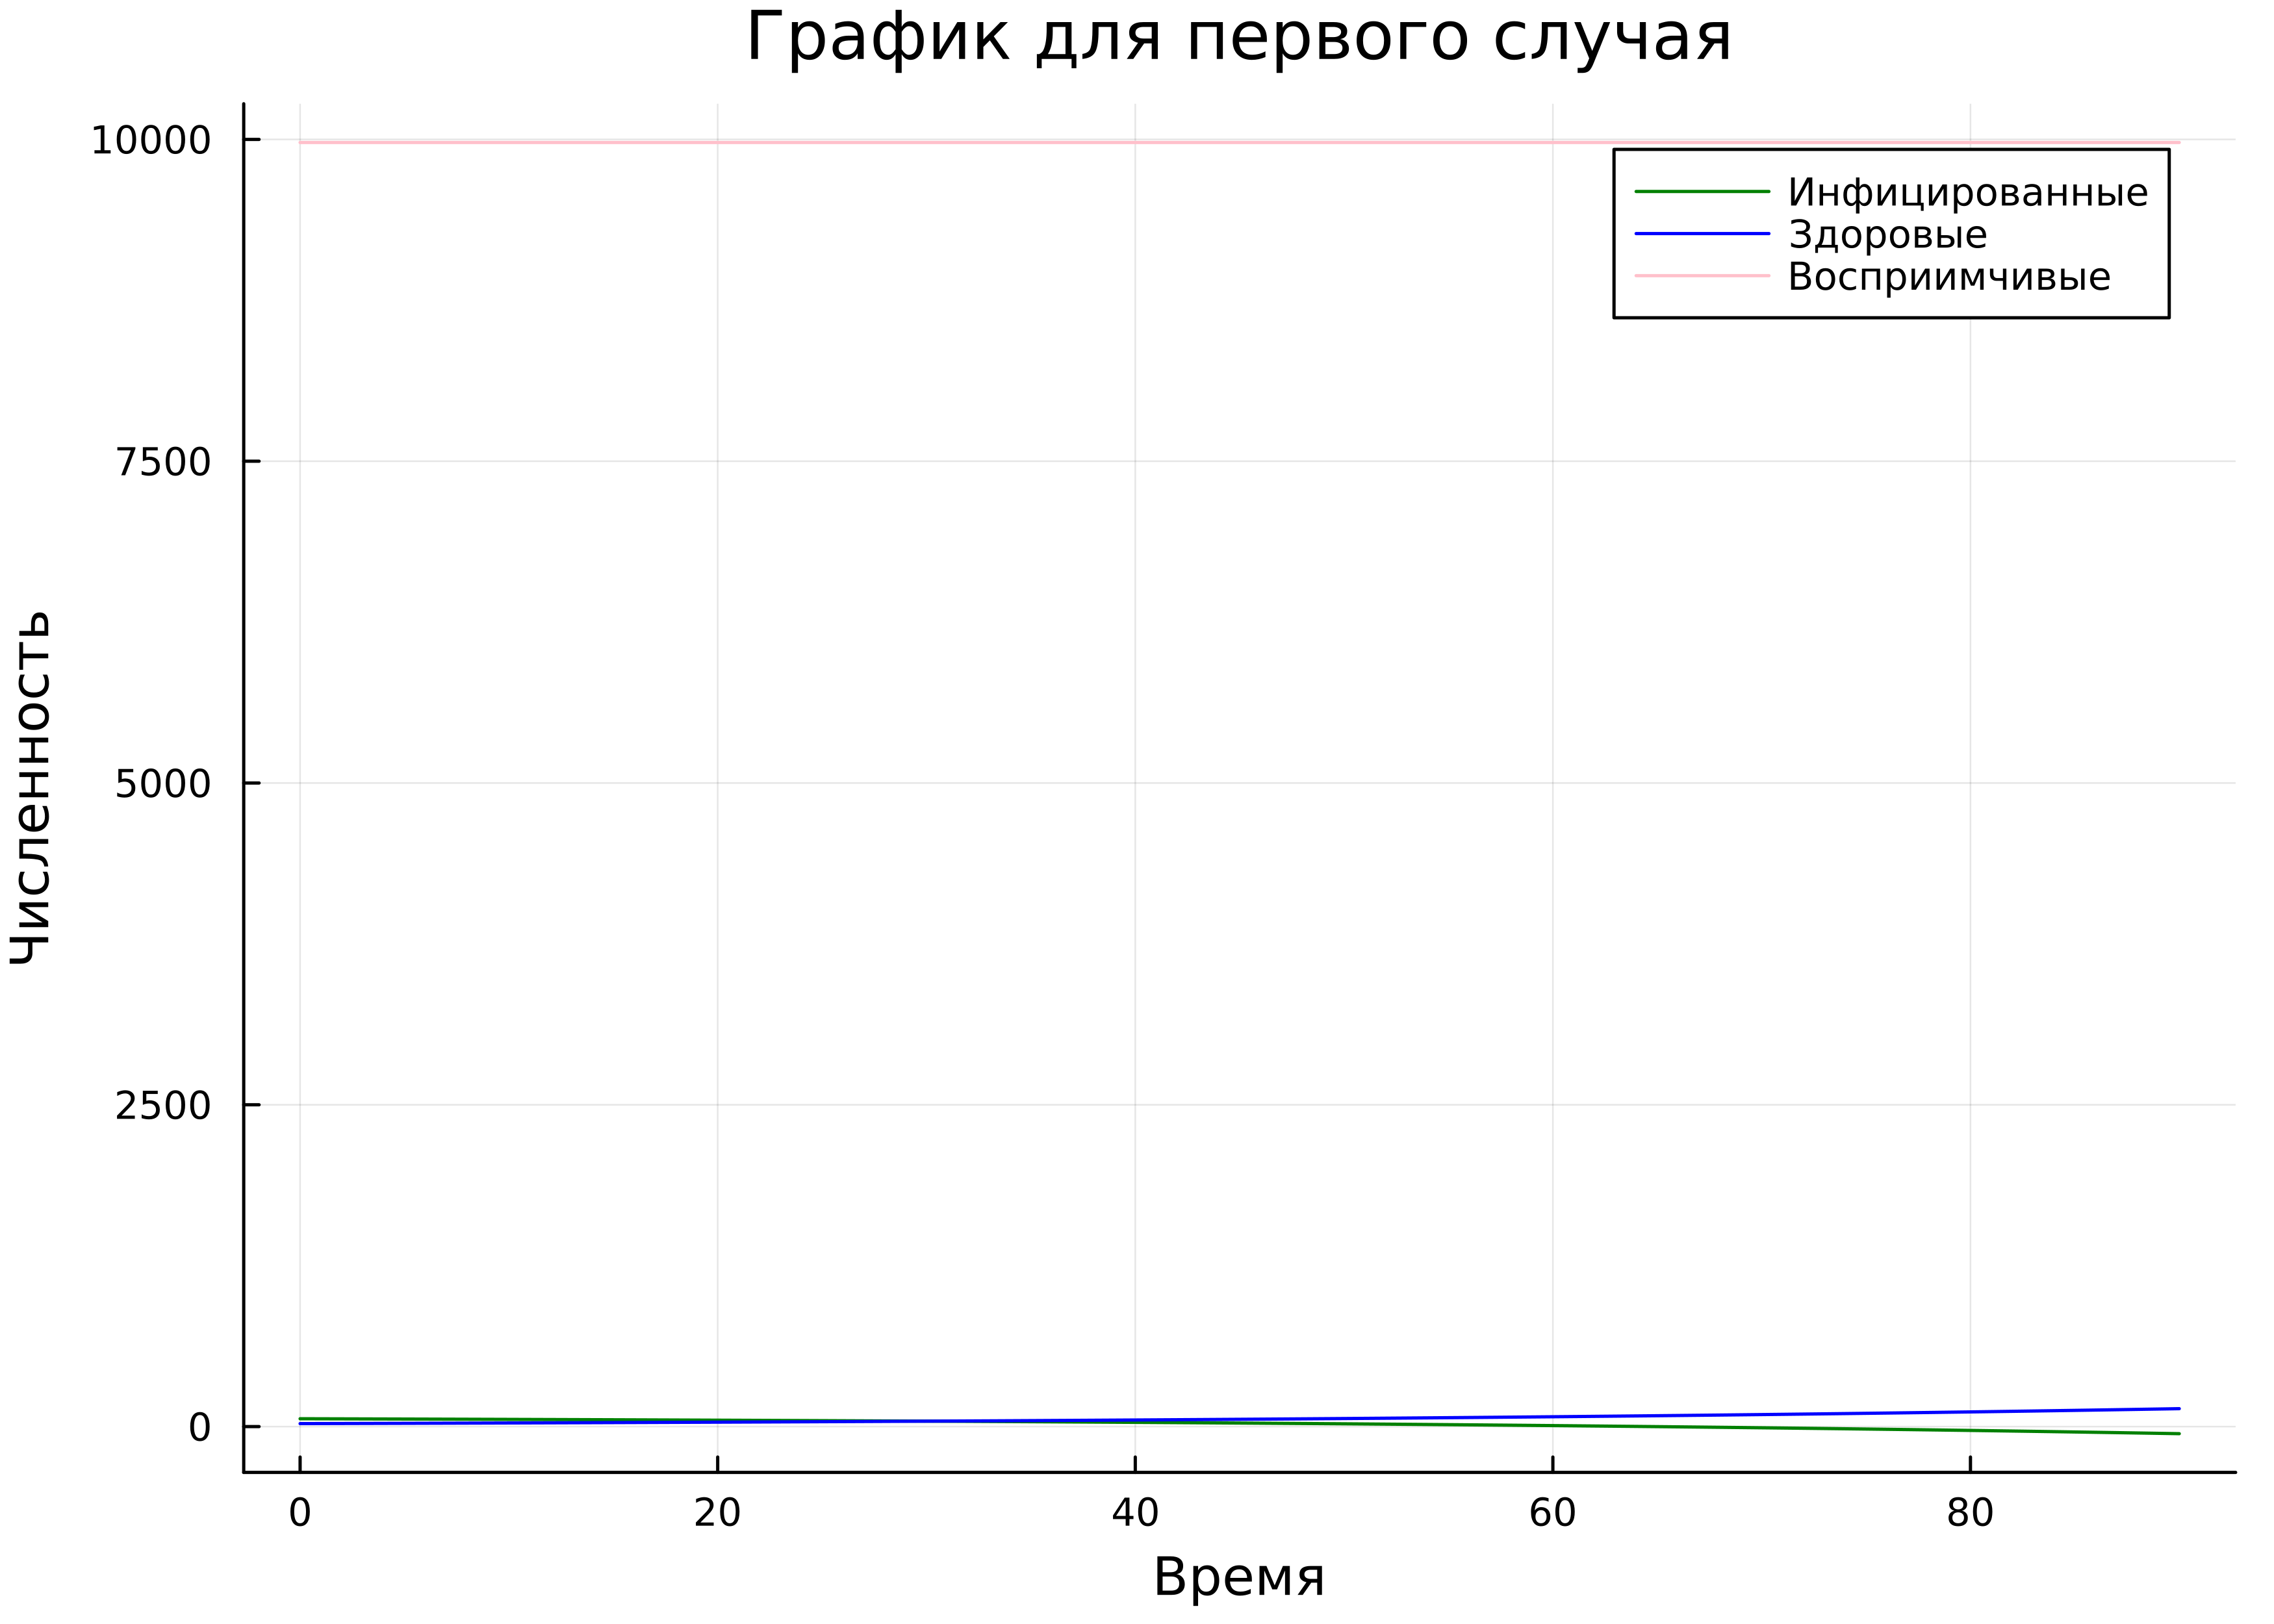 График для первого случая
10000
7500
5000
2500
0
Численность
Инфицированные
Здоровые
Восприимчивые
0 20 40 60 80
Время